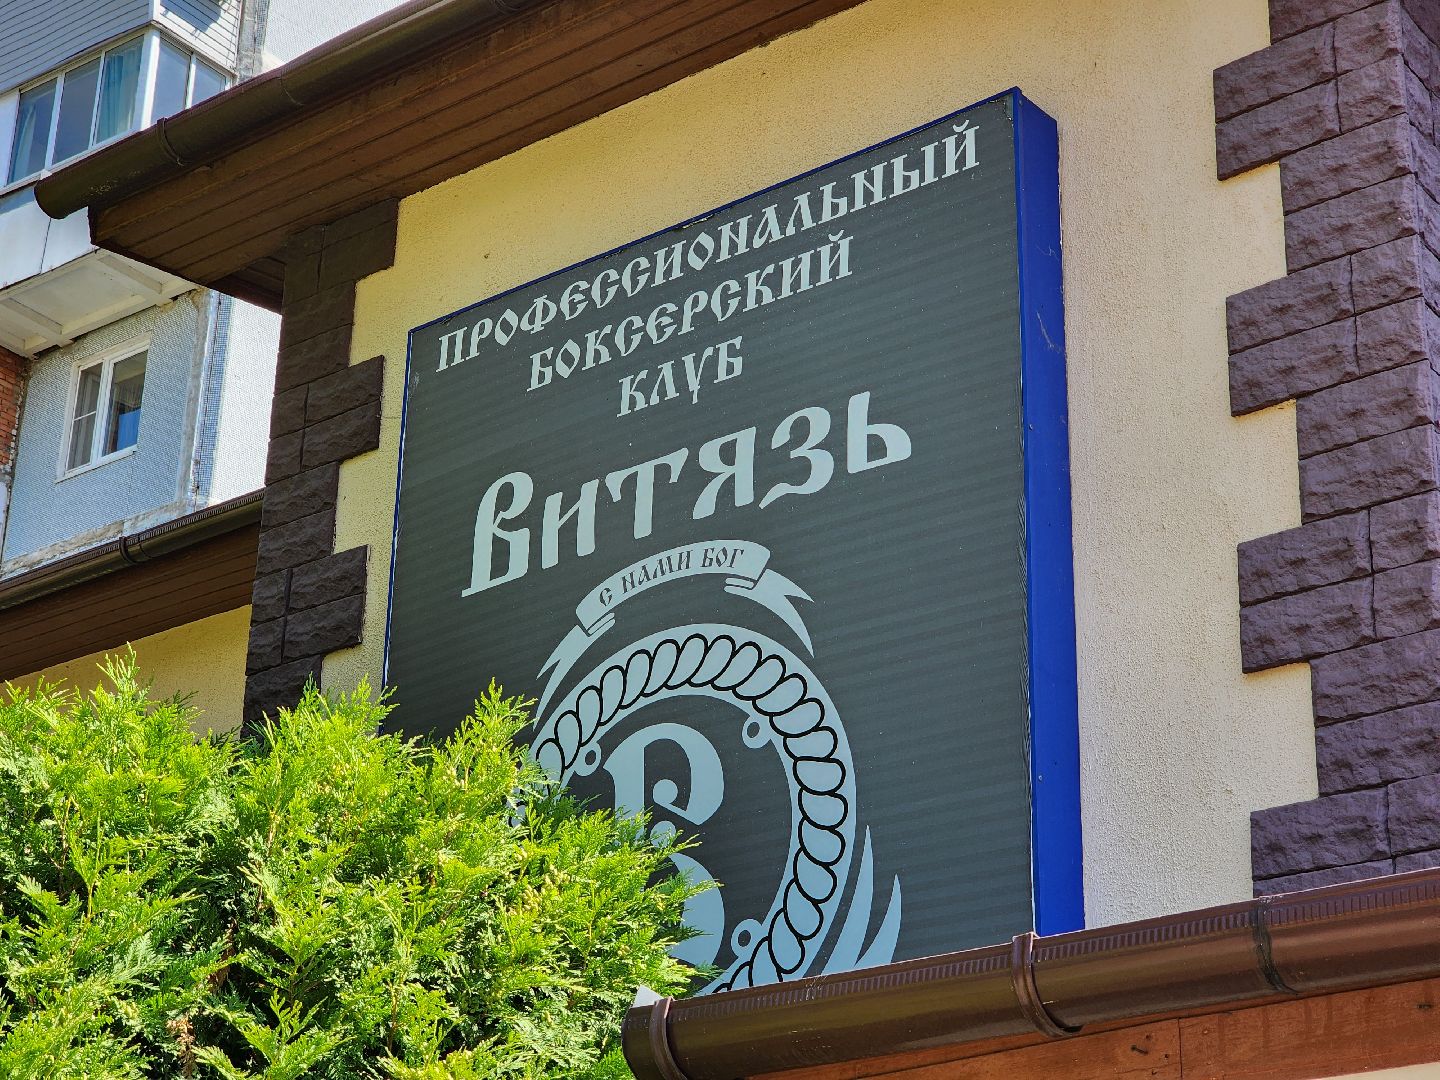 ПРОФЕССИОНАЛЬНЫЙ
БОКСЕРСКИЙ
КЛУБ
ВИТЯЗЬ
С НАМИ БОГ
В